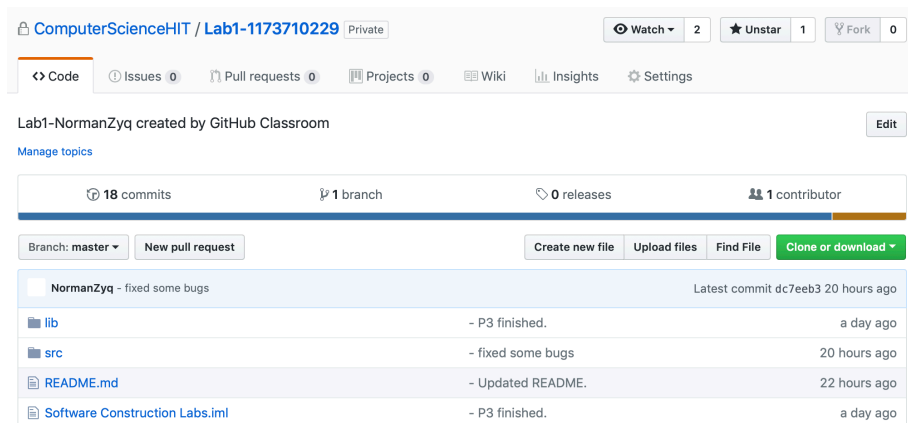 ComputerScienceHIT / Lab1-1173710229 Private Watch 2 Unstar 1 Fork 0
Code Issues 0 Pull requests 0 Projects 0 Wiki Insights Settings
Lab1-NormanZyq created by GitHub Classroom Edit
Manage topics
18 commits 1 branch 0 releases 1 contributor
Branch: master New pull request Create new file Upload files Find File Clone or download
NormanZyq - fixed some bugs Latest commit dc7eeb3 20 hours ago
lib - P3 finished. a day ago
src - fixed some bugs 20 hours ago
README.md - Updated README. 22 hours ago
Software Construction Labs.iml - P3 finished. a day ago